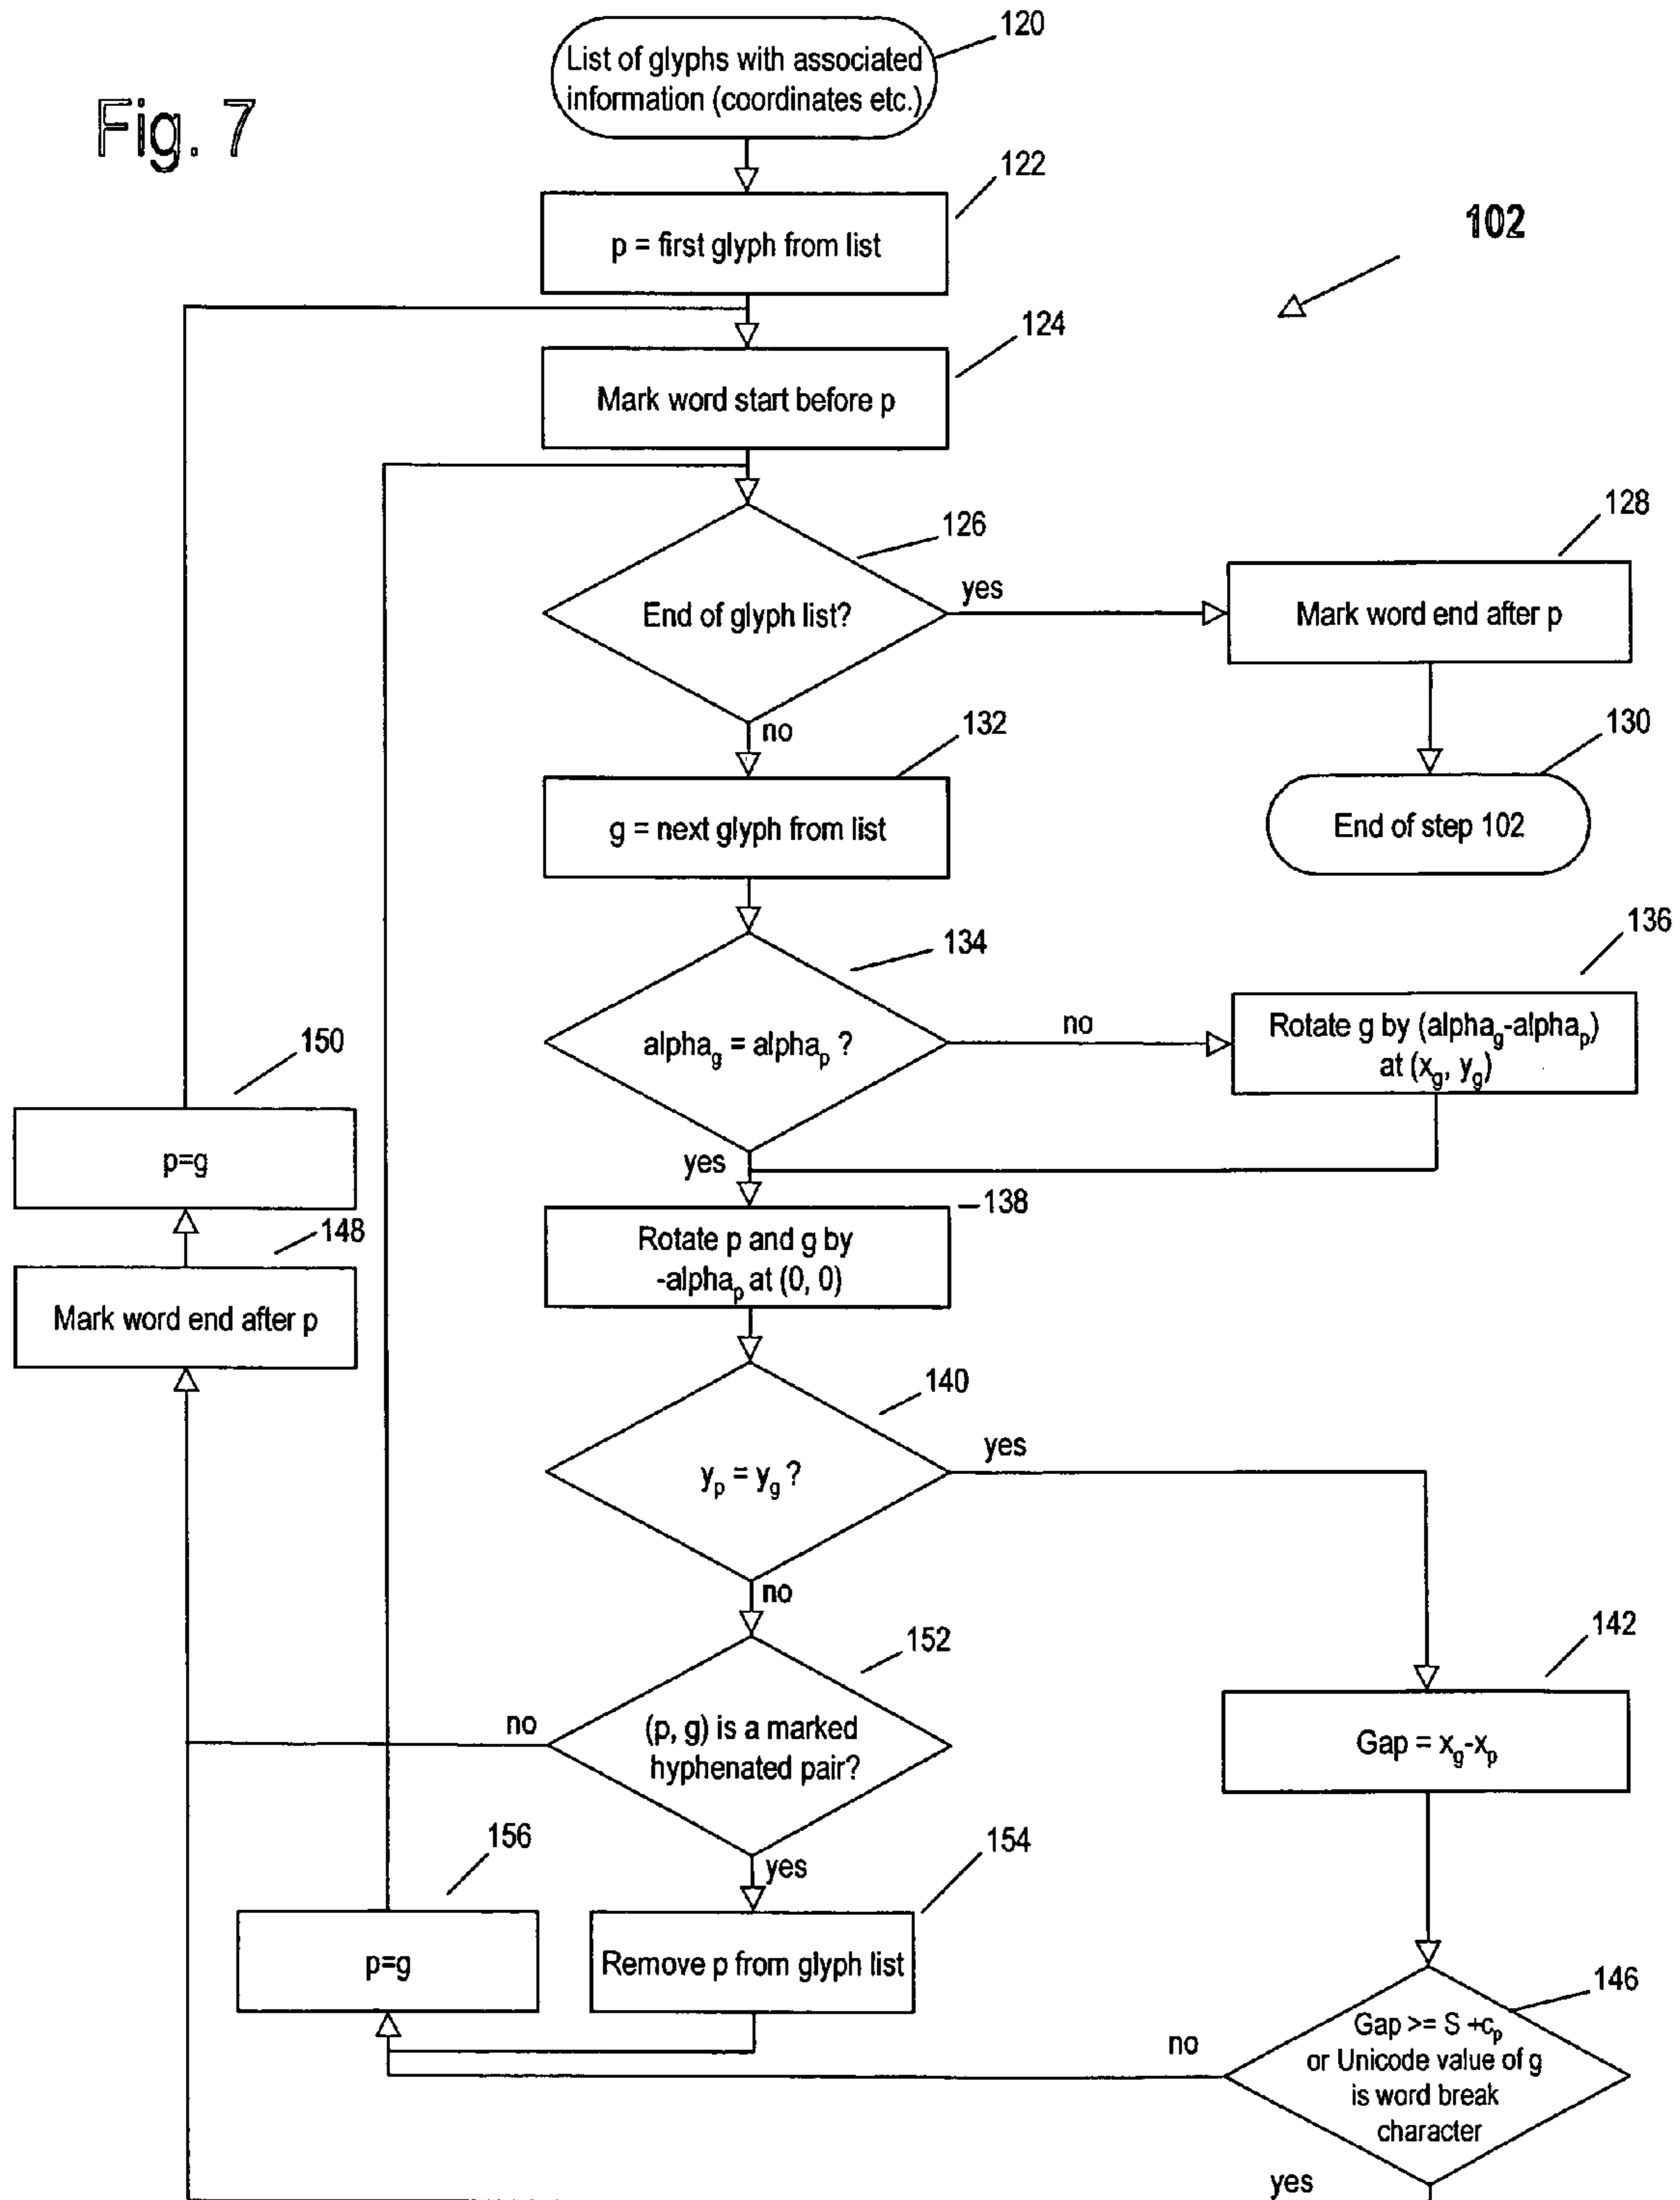 Fig. 7
120
List of glyphs with associated
information (coordinates etc.)
122
p = first glyph from list
102
124
Mark word start before p
126
End of glyph list?
yes
128
Mark word end after p
no
130
End of step 102
132
g = next glyph from list
134
alpha_g = alpha_p ?
no
136
Rotate g by (alpha_g-alpha_p)
at (x_g, y_g)
yes
138
Rotate p and g by
-alpha_p at (0, 0)
150
p=g
148
Mark word end after p
140
y_p = y_g ?
yes
no
142
Gap = x_g-x_p
152
(p, g) is a marked
hyphenated pair?
no
yes
154
Remove p from glyph list
156
p=g
146
Gap >= S +c_p
or Unicode value of g
is word break
character
no
yes